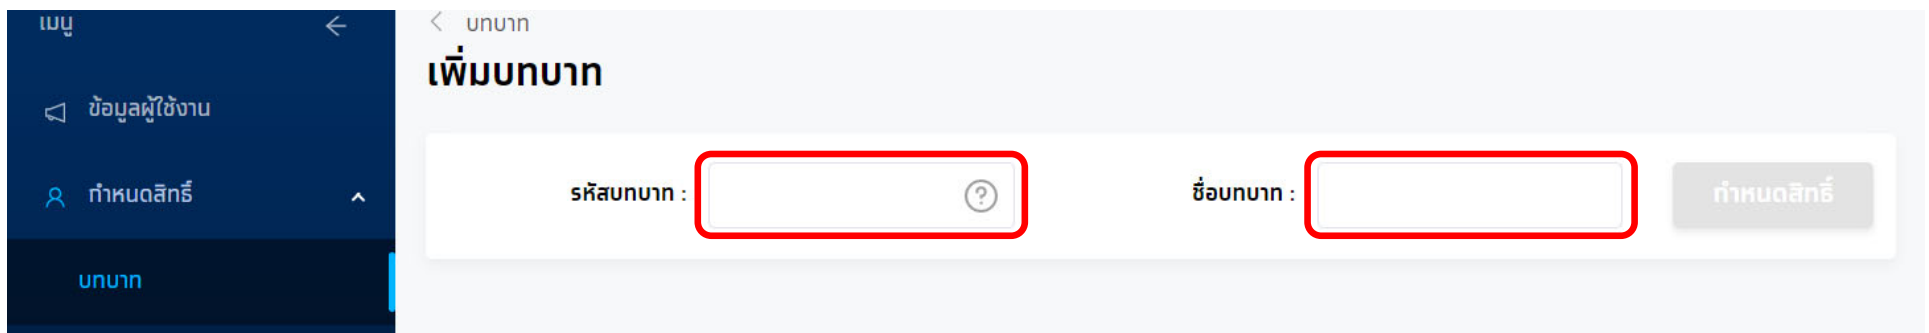 เมนู
ข้อมูลผู้ใช้งาน
กำหนดสิทธิ์
บทบาท
บทบาท
เพิ่มบทบาท
รหัสบทบาท :
ชื่อบทบาท :
กำหนดสิทธิ์